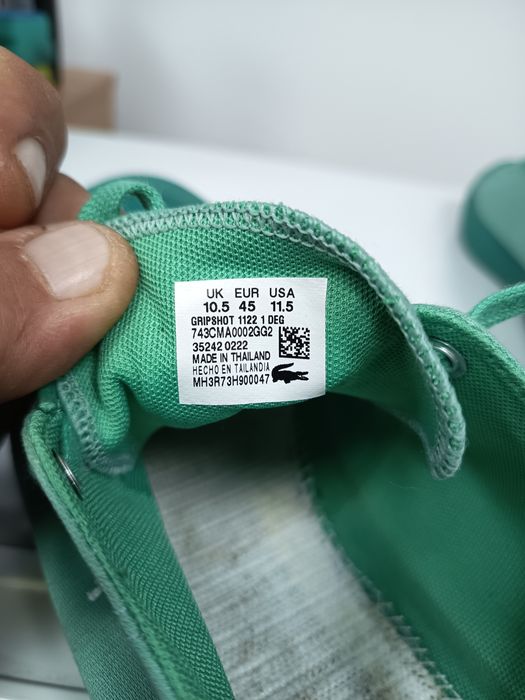 UK EUR USA
10.5 45 11.5
GRIPSHOT 1122 1 DEG
743CMA0002GG2
35242 0222
MADE IN THAILAND
HECHO EN TAILANDIA
MH3R73H900047